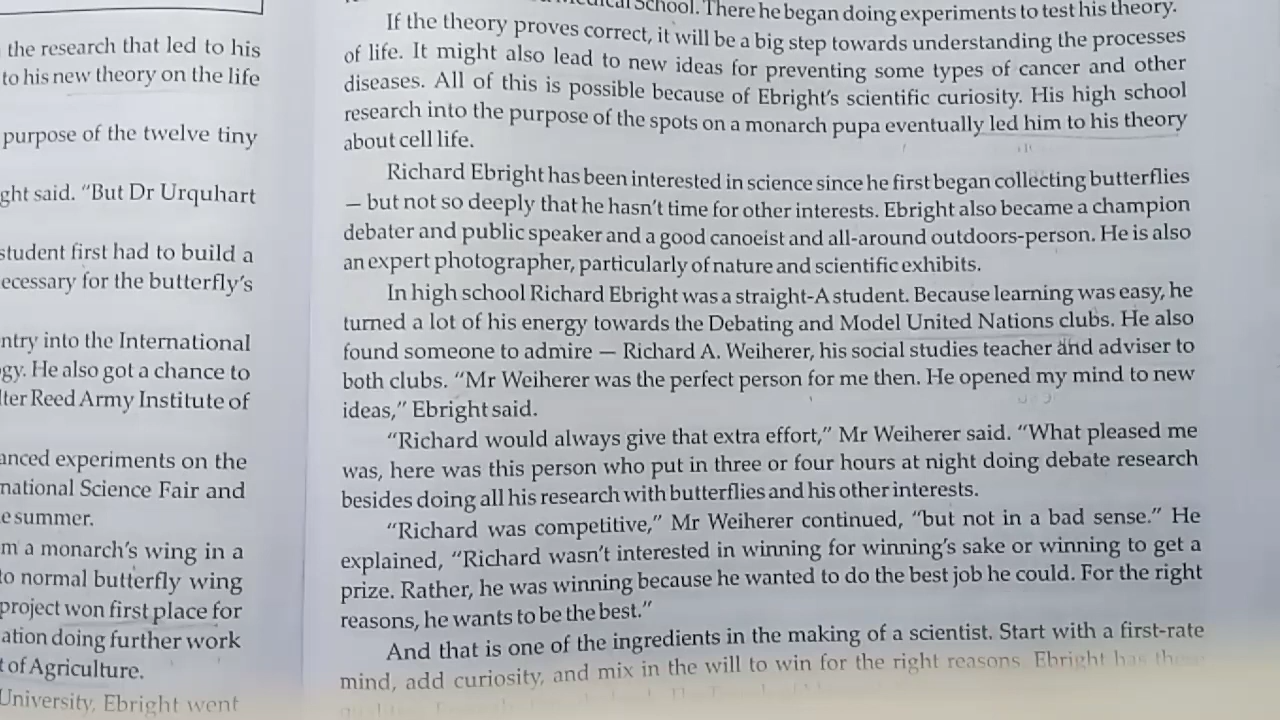 the research that led to his
to his new theory on the life
purpose of the twelve tiny
said. "But Dr Urquhart
student first had to build a
for the butterfly's
into the International
He also got a chance to
Reed Army Institute of
experiments on the
Science Fair and
summer.
a monarch's wing in a
normal butterfly wing
project won first place for
doing further work
of Agriculture.
University, Ebright went
School. There he began doing experiments to test his theory.
If the theory proves correct, it will be a big step towards understanding the processes
of life. It might also lead to new ideas for preventing some types of cancer and other
diseases. All of this is possible because of Ebright's scientific curiosity. His high school
research into the purpose of the spots on a monarch pupa eventually led him to his theory
about cell life.
Richard Ebright has been interested in science since he first began collecting butterflies
— but not so deeply that he hasn't time for other interests. Ebright also became a champion
debater and public speaker and a good canoeist and all-around outdoors-person. He is also
an expert photographer, particularly of nature and scientific exhibits.
In high school Richard Ebright was a straight-A student. Because learning was easy, he
turned a lot of his energy towards the Debating and Model United Nations clubs. He also
found someone to admire — Richard A. Weiherer, his social studies teacher and adviser to
both clubs. "Mr Weiherer was the perfect person for me then. He opened my mind to new
ideas," Ebright said.
"Richard would always give that extra effort," Mr Weiherer said. "What pleased me
was, here was this person who put in three or four hours at night doing debate research
besides doing all his research with butterflies and his other interests.
"Richard was competitive," Mr Weiherer continued, "but not in a bad sense." He
explained, "Richard wasn't interested in winning for winning's sake or winning to get a
prize. Rather, he was winning because he wanted to do the best job he could. For the right
reasons, he wants to be the best."
And that is one of the ingredients in the making of a scientist. Start with a first-rate
mind, add curiosity, and mix in the will to win for the right reasons. Ebright has